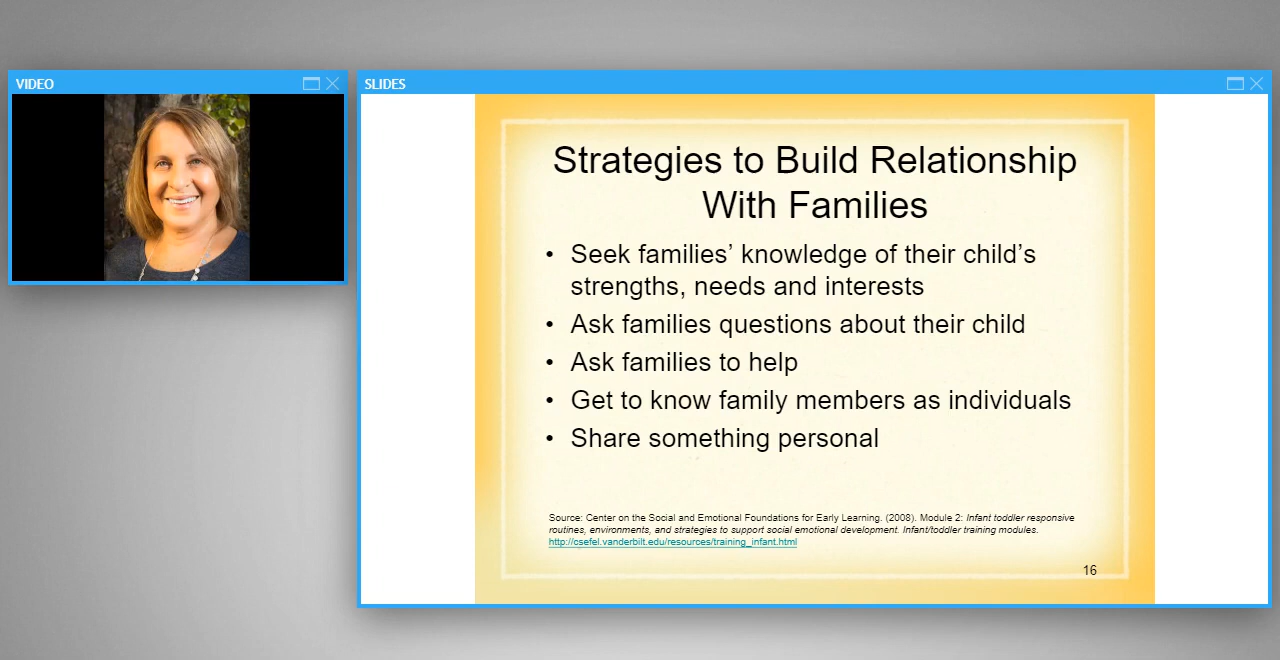 VIDEO
SLIDES
Strategies to Build Relationship
With Families
• Seek families’ knowledge of their child’s
strengths, needs and interests
• Ask families questions about their child
• Ask families to help
• Get to know family members as individuals
• Share something personal
Source: Center on the Social and Emotional Foundations for Early Learning. (2008). Module 2: Infant toddler responsive
routines, environments, and strategies to support social emotional development. Infant/toddler training modules.
http://csefel.vanderbilt.edu/resources/training_infant.html
16